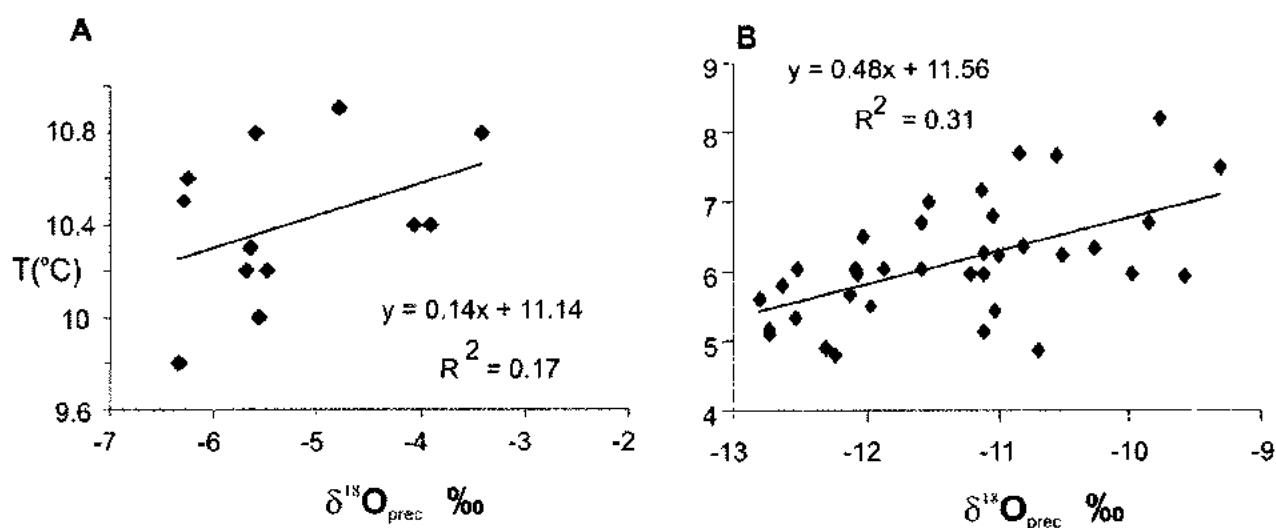 A
10.8
10.4
T(°C)
10
9.6
-7
-6
-5
-4
-3
-2
y = 0.14x + 11.14
R² = 0.17
δ¹⁸Oprec ‰
B
9
8
7
6
5
4
-13
-12
-11
-10
-9
y = 0.48x + 11.56
R² = 0.31
δ¹⁸Oprec ‰